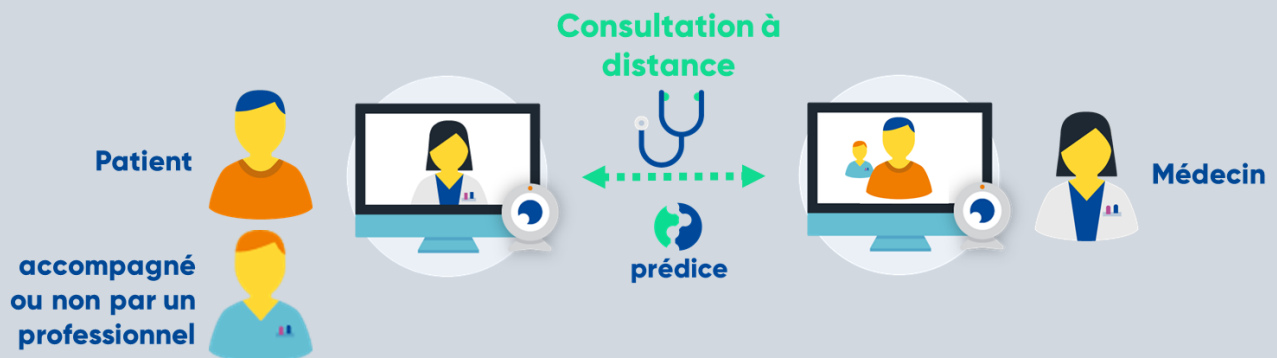 Consultation à
distance
Patient
Médecin
accompagné
ou non par un
professionnel
prédice